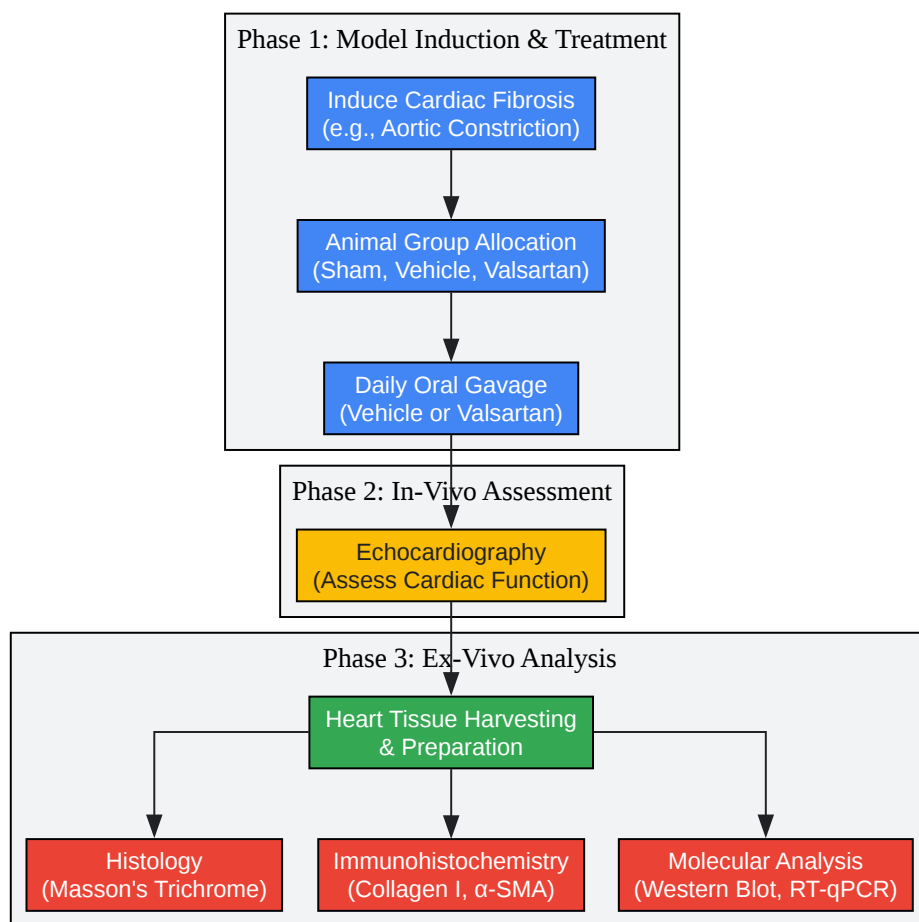 Phase 1: Model Induction & Treatment
Induce Cardiac Fibrosis
(e.g., Aortic Constriction)
Animal Group Allocation
(Sham, Vehicle, Valsartan)
Daily Oral Gavage
(Vehicle or Valsartan)
Phase 2: In-Vivo Assessment
Echocardiography
(Assess Cardiac Function)
Phase 3: Ex-Vivo Analysis
Heart Tissue Harvesting
& Preparation
Histology
(Masson's Trichrome)
Immunohistochemistry
(Collagen I, α-SMA)
Molecular Analysis
(Western Blot, RT-qPCR)